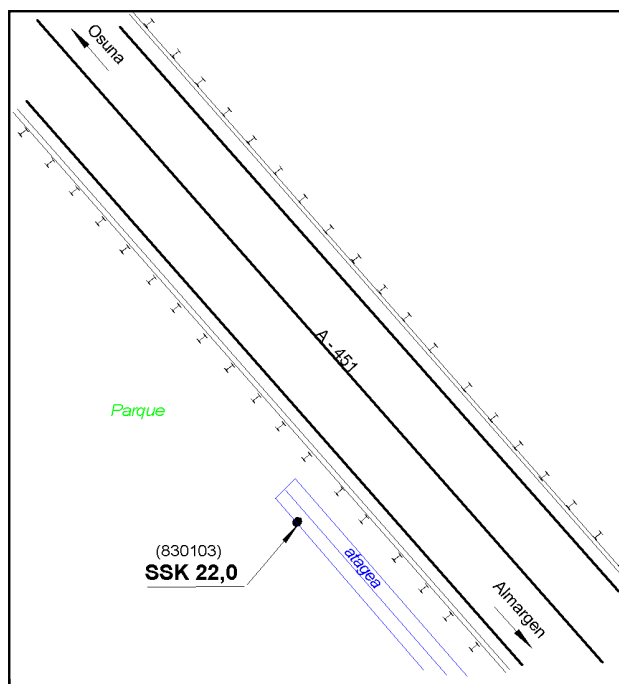 Osuna
A - 451
Parque
atagea
(830103)
SSK 22,0
Almargen